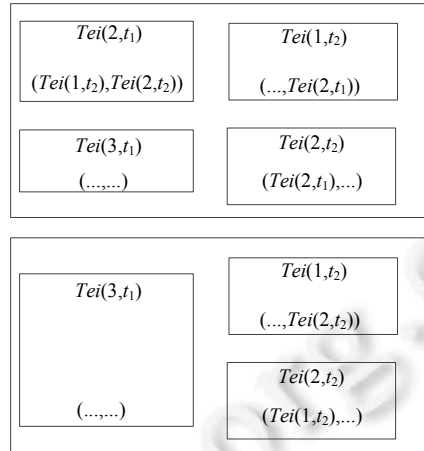 Tei(2,t₁)
(Tei(1,t₂),Tei(2,t₂))
Tei(1,t₂)
(...,Tei(2,t₁))
Tei(3,t₁)
(...,...)
Tei(2,t₂)
(Tei(2,t₁),...)
Tei(3,t₁)
(...,...)
Tei(1,t₂)
(...,Tei(2,t₂))
Tei(2,t₂)
(Tei(1,t₂),...)